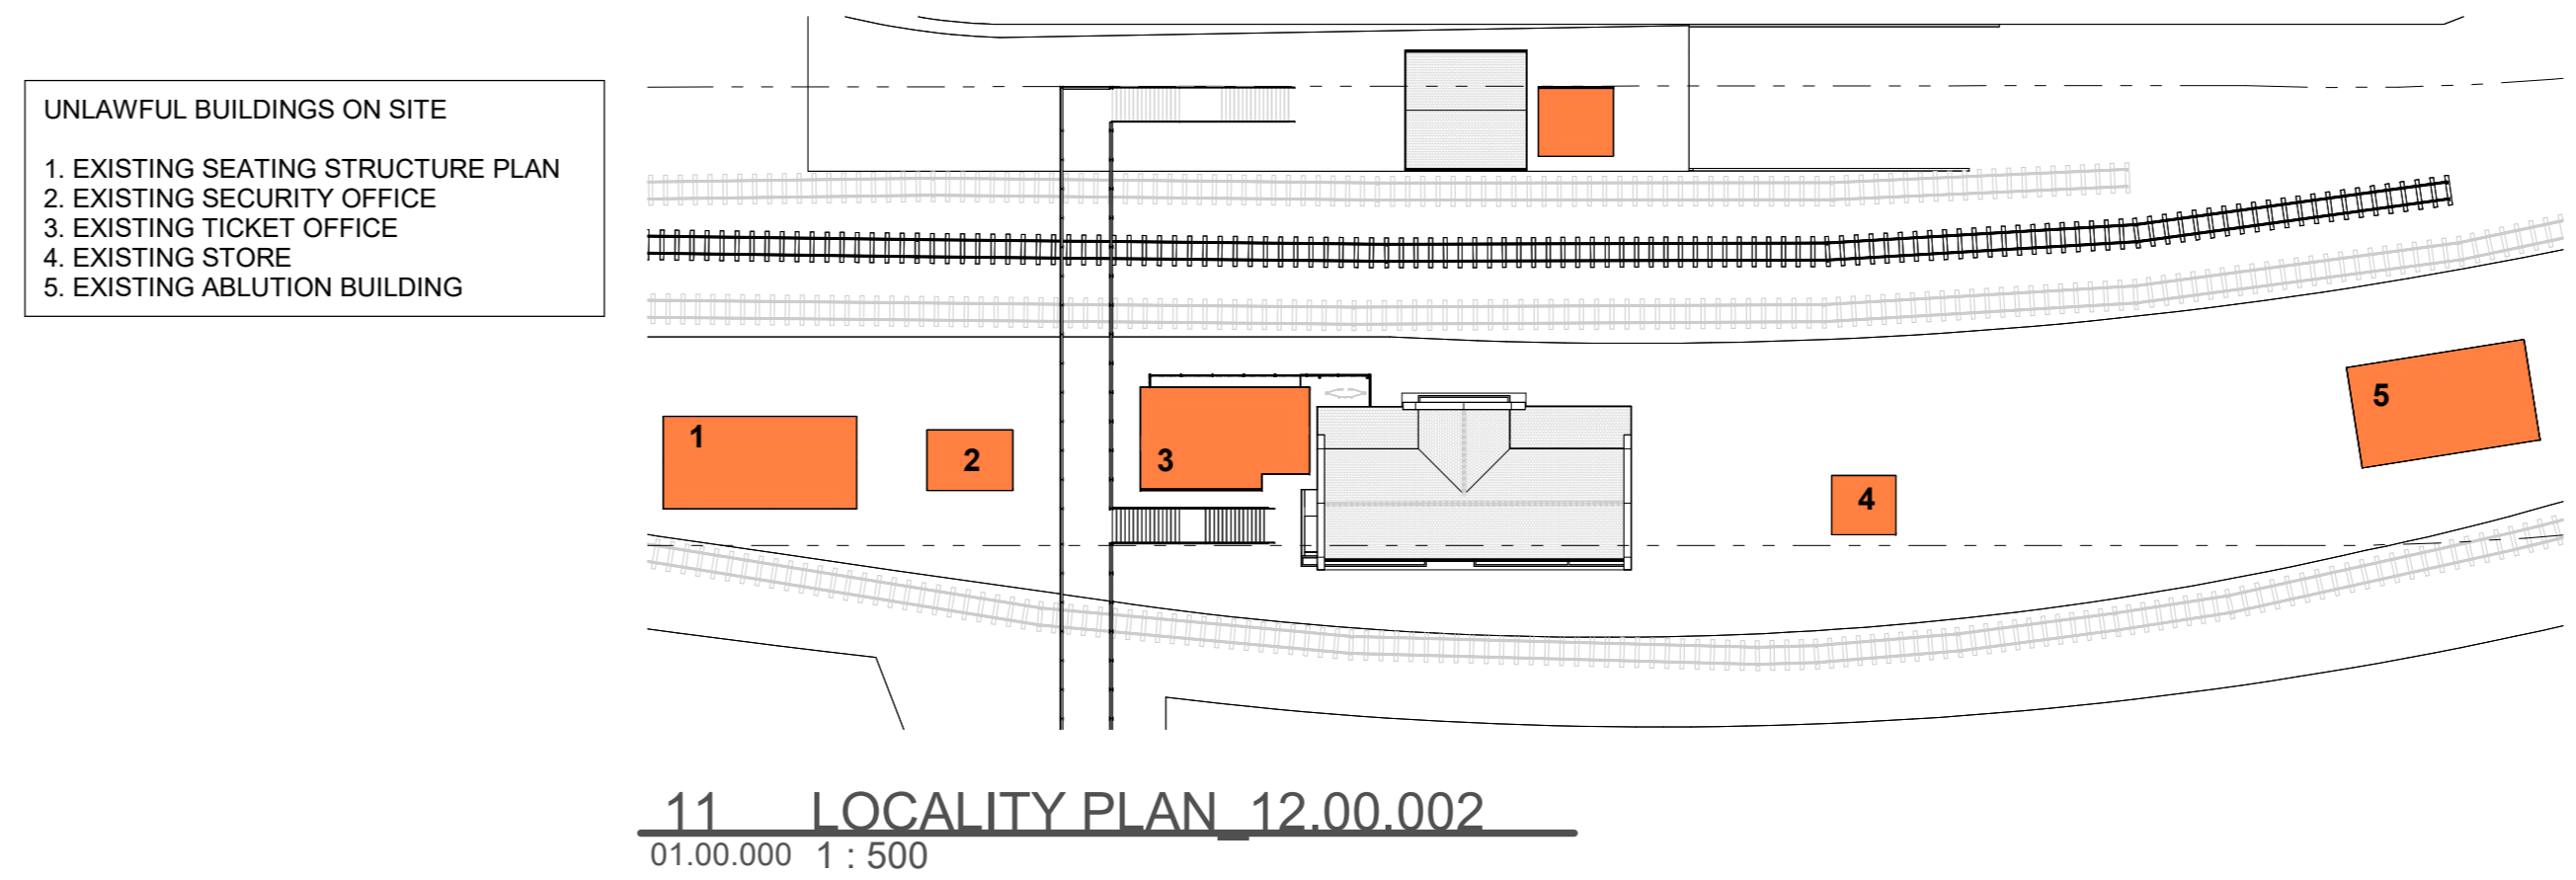 UNLAWFUL BUILDINGS ON SITE
1. EXISTING SEATING STRUCTURE PLAN
2. EXISTING SECURITY OFFICE
3. EXISTING TICKET OFFICE
4. EXISTING STORE
5. EXISTING ABLUTION BUILDING
1
2
3
4
5
11 LOCALITY PLAN_12.00.002
01.00.000 1 : 500